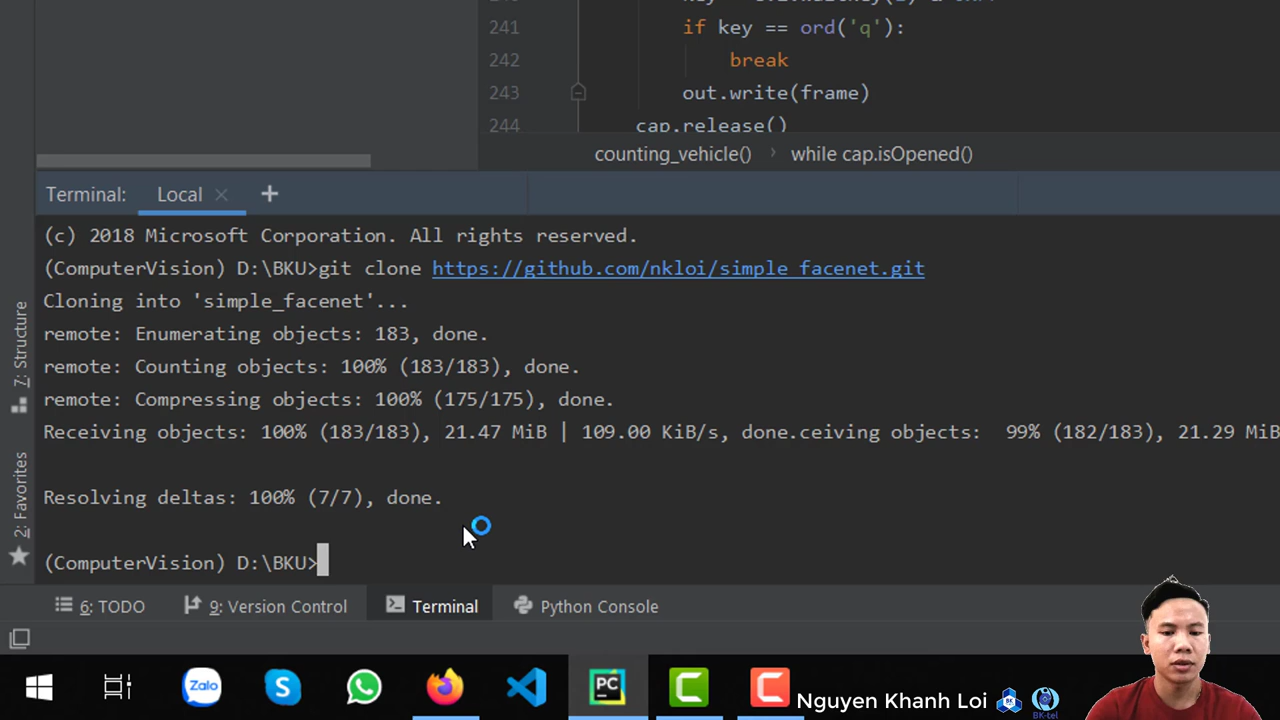 241 if key == ord('q'):
242 break
243 out.write(frame)
244 cap.release()
counting_vehicle() › while cap.isOpened()
Terminal: Local × +
(c) 2018 Microsoft Corporation. All rights reserved.
(ComputerVision) D:\BKU>git clone https://github.com/nkloi/simple_facenet.git
Cloning into 'simple_facenet'...
remote: Enumerating objects: 183, done.
remote: Counting objects: 100% (183/183), done.
remote: Compressing objects: 100% (175/175), done.
Receiving objects: 100% (183/183), 21.47 MiB | 109.00 KiB/s, done.ceiving objects:  99% (182/183), 21.29 MiB
Resolving deltas: 100% (7/7), done.
(ComputerVision) D:\BKU>
7: Structure
2: Favorites
6: TODO 9: Version Control Terminal Python Console
Zalo
PC
Nguyen Khanh Loi
BK-tel